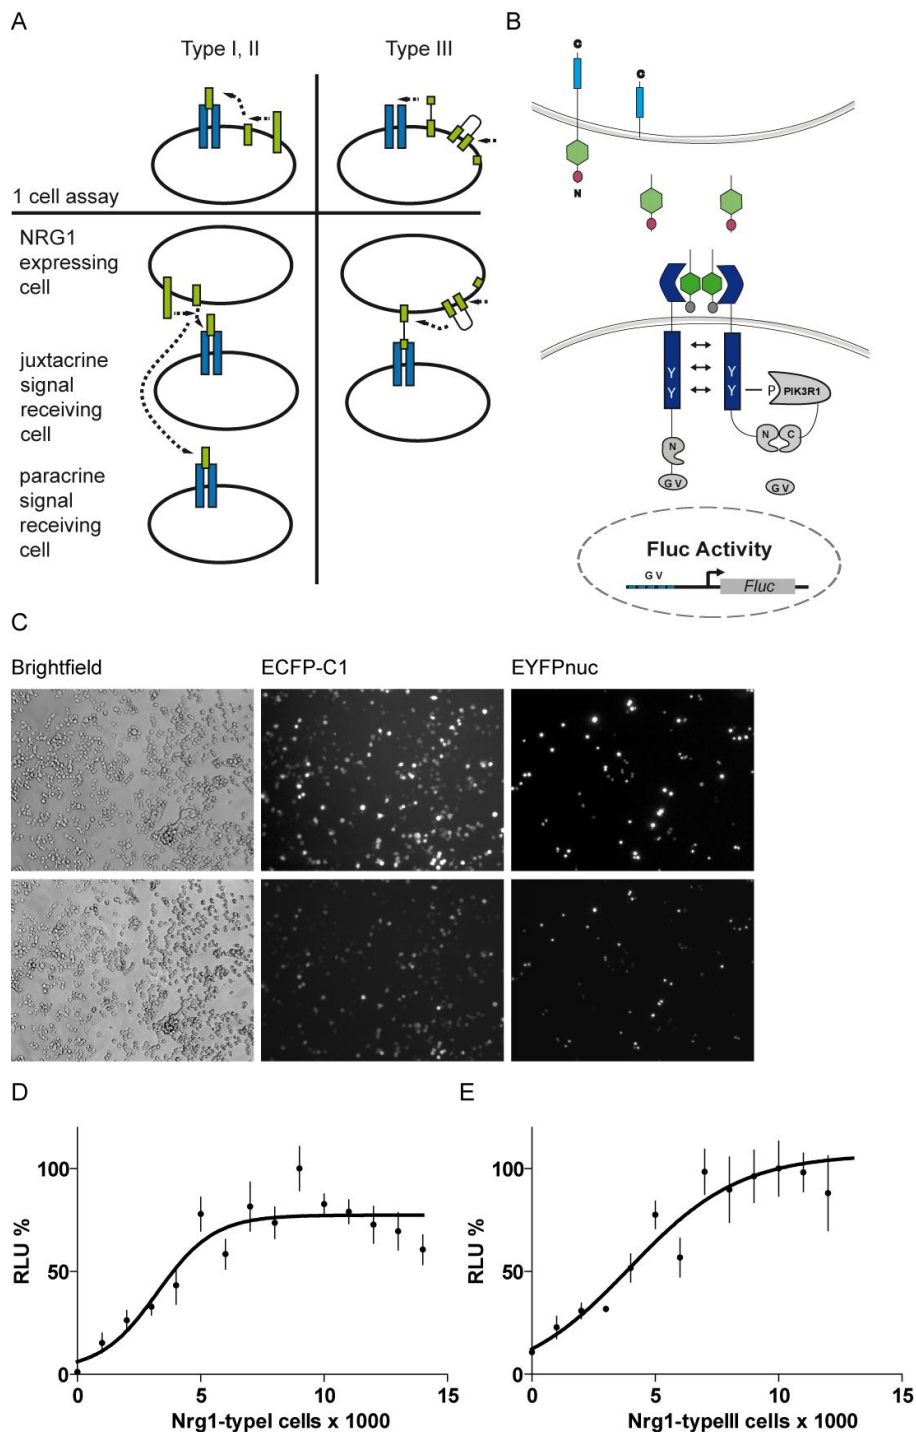 A
Type I, II
Type III
1 cell assay
NRG1
expressing
cell
juxtacrine
signal
receiving
cell
paracrine
signal
receiving
cell
B
C
C
N
Y Y
Y Y
P PIK3R1
N
N C
G V
G V
Fluc Activity
G V
Fluc
C
Brightfield
ECFP-C1
EYFPnuc
D
RLU %
100
50
0
0 5 10 15
Nrg1-typeI cells x 1000
E
RLU %
100
50
0
0 5 10 15
Nrg1-typeIII cells x 1000